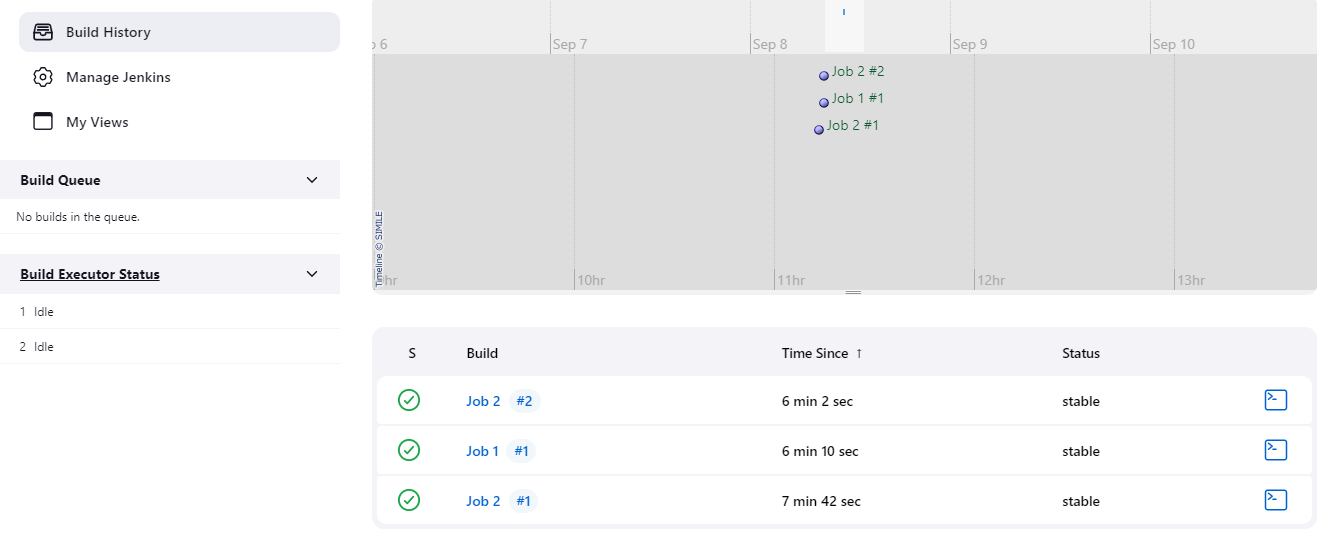 Build History
Manage Jenkins
My Views
Build Queue
No builds in the queue.
Build Executor Status
1 Idle
2 Idle
6 Sep 7 Sep 8 Sep 9 Sep 10
Job 2 #2
Job 1 #1
Job 2 #1
Timeline © SIMILE
hr 10hr 11hr 12hr 13hr
S Build Time Since ↑ Status
Job 2 #2 6 min 2 sec stable
Job 1 #1 6 min 10 sec stable
Job 2 #1 7 min 42 sec stable